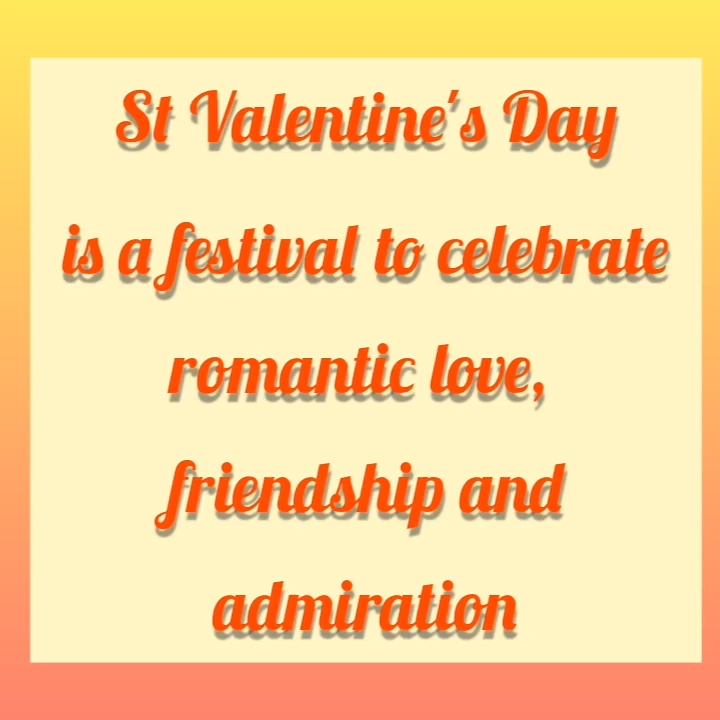 St Valentine's Day
is a festival to celebrate
romantic love,
friendship and
admiration